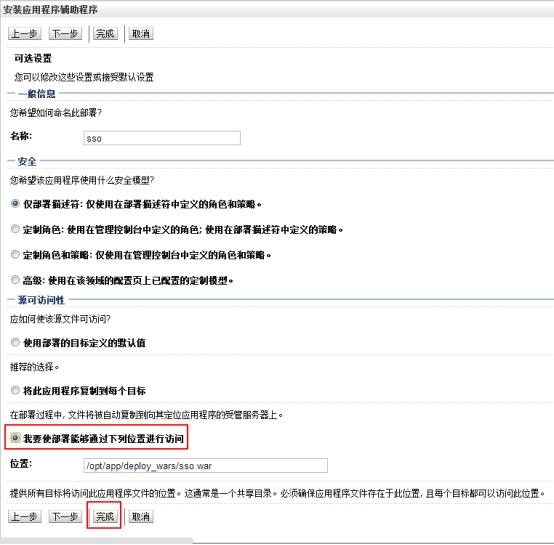 安装应用程序辅助程序
上一步 下一步 完成 取消
可选设置
您可以修改这些设置或接受默认设置
一般信息
您希望如何命名此部署?
名称: sso
安全
您希望该应用程序使用什么安全模型?
仅部署描述符: 仅使用在部署描述符中定义的角色和策略。
定制角色: 使用在管理控制台中定义的角色; 使用在部署描述符中定义的策略。
定制角色和策略: 仅使用在管理控制台中定义的角色和策略。
高级: 使用在该领域的配置页上已配置的定制模型。
源可访问性
应如何使该源文件可访问?
使用部署的目标定义的默认值
推荐的选择。
将此应用程序复制到每个目标
在部署过程中, 文件将被自动复制到向其定位应用程序的受管服务器上。
我要使部署能够通过下列位置进行访问
位置: /opt/app/deploy_wars/sso.war
提供所有目标将访问此应用程序文件的位置。这通常是一个共享目录。必须确保应用程序文件存在于此位置, 且每个目标都可以访问此位置。
上一步 下一步 完成 取消